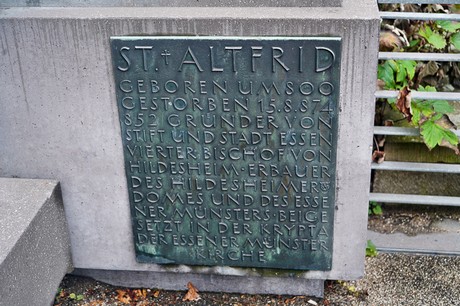 ST. † ALTFRID
GEBOREN UM 800
GESTORBEN 15.8.874
852 GRÜNDER VON
STIFT UND STADT ESSEN
VIERTER BISCHOF VON
HILDESHEIM · ERBAUER
DES HILDESHEIMER
DOMES UND DES ESSE
NER MÜNSTERS · BEIGE
SETZT IN DER KRYPTA
DER ESSENER MÜNSTER
KIRCHE